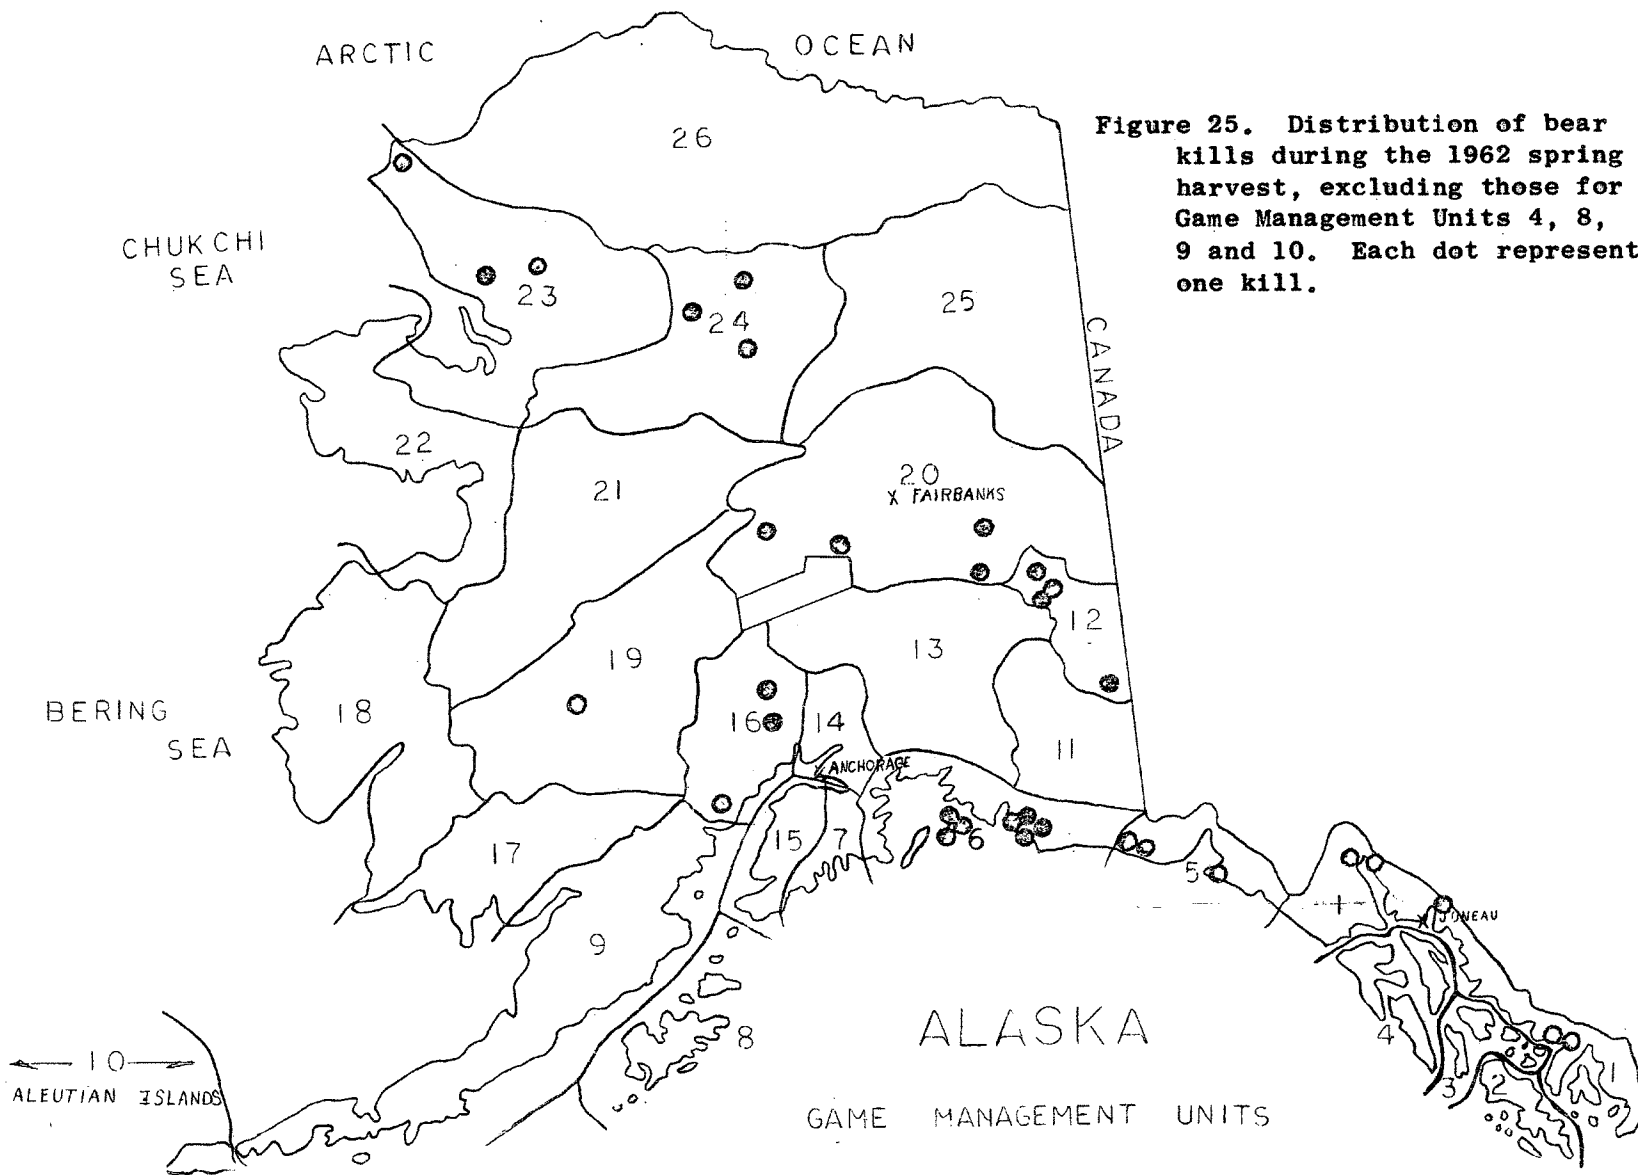 ARCTIC OCEAN
Figure 25. Distribution of bear
kills during the 1962 spring
harvest, excluding those for
Game Management Units 4, 8,
9 and 10. Each dot represent
one kill.
26
CHUKCHI
SEA
23
24
25
CANADA
22
21
20
X FAIRBANKS
12
13
19
18
BERING
SEA
16
14
11
X ANCHORAGE
15
7
6
17
5
X JUNEAU
9
8
ALASKA
4
10
ALEUTIAN ISLANDS
3
2
1
GAME MANAGEMENT UNITS